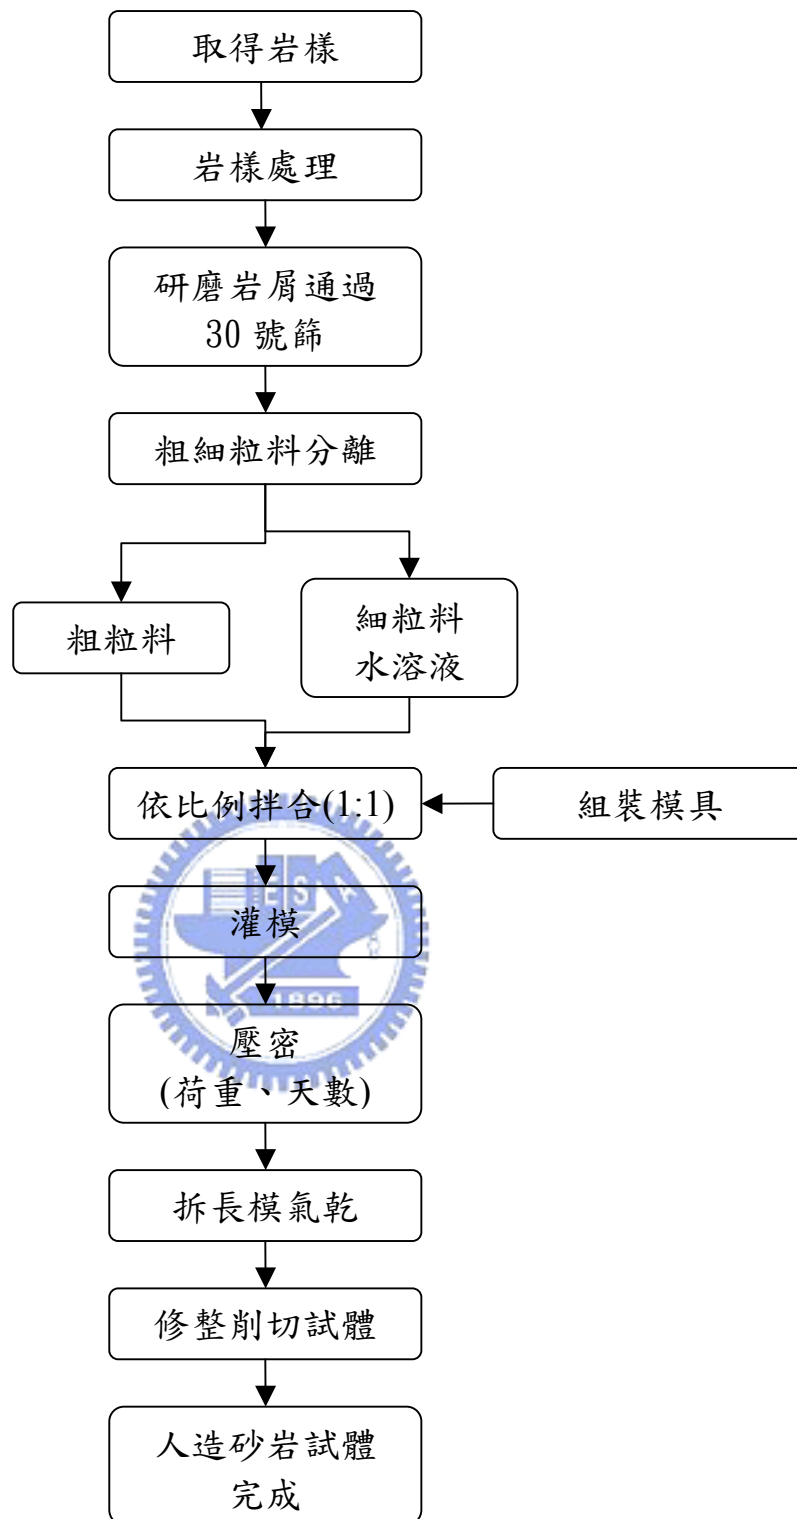 取得岩樣
岩樣處理
研磨岩屑通過
30 號篩
粗細粒料分離
粗粒料
細粒料
水溶液
依比例拌合(1:1)
組裝模具
灌模
壓密
(荷重、天數)
拆長模氣乾
修整削切試體
人造砂岩試體
完成
E S A
1896